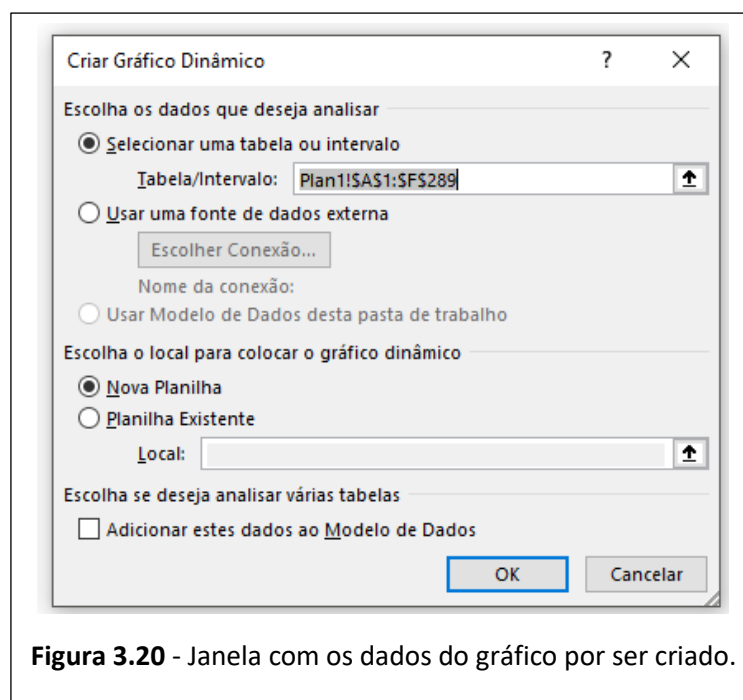 Criar Gráfico Dinâmico ? ×
Escolha os dados que deseja analisar
Selecionar uma tabela ou intervalo
Tabela/Intervalo: Plan1!$A$1:$F$289
Usar uma fonte de dados externa
Escolher Conexão...
Nome da conexão:
Usar Modelo de Dados desta pasta de trabalho
Escolha o local para colocar o gráfico dinâmico
Nova Planilha
Planilha Existente
Local:
Escolha se deseja analisar várias tabelas
Adicionar estes dados ao Modelo de Dados
OK Cancelar
Figura 3.20 - Janela com os dados do gráfico por ser criado.